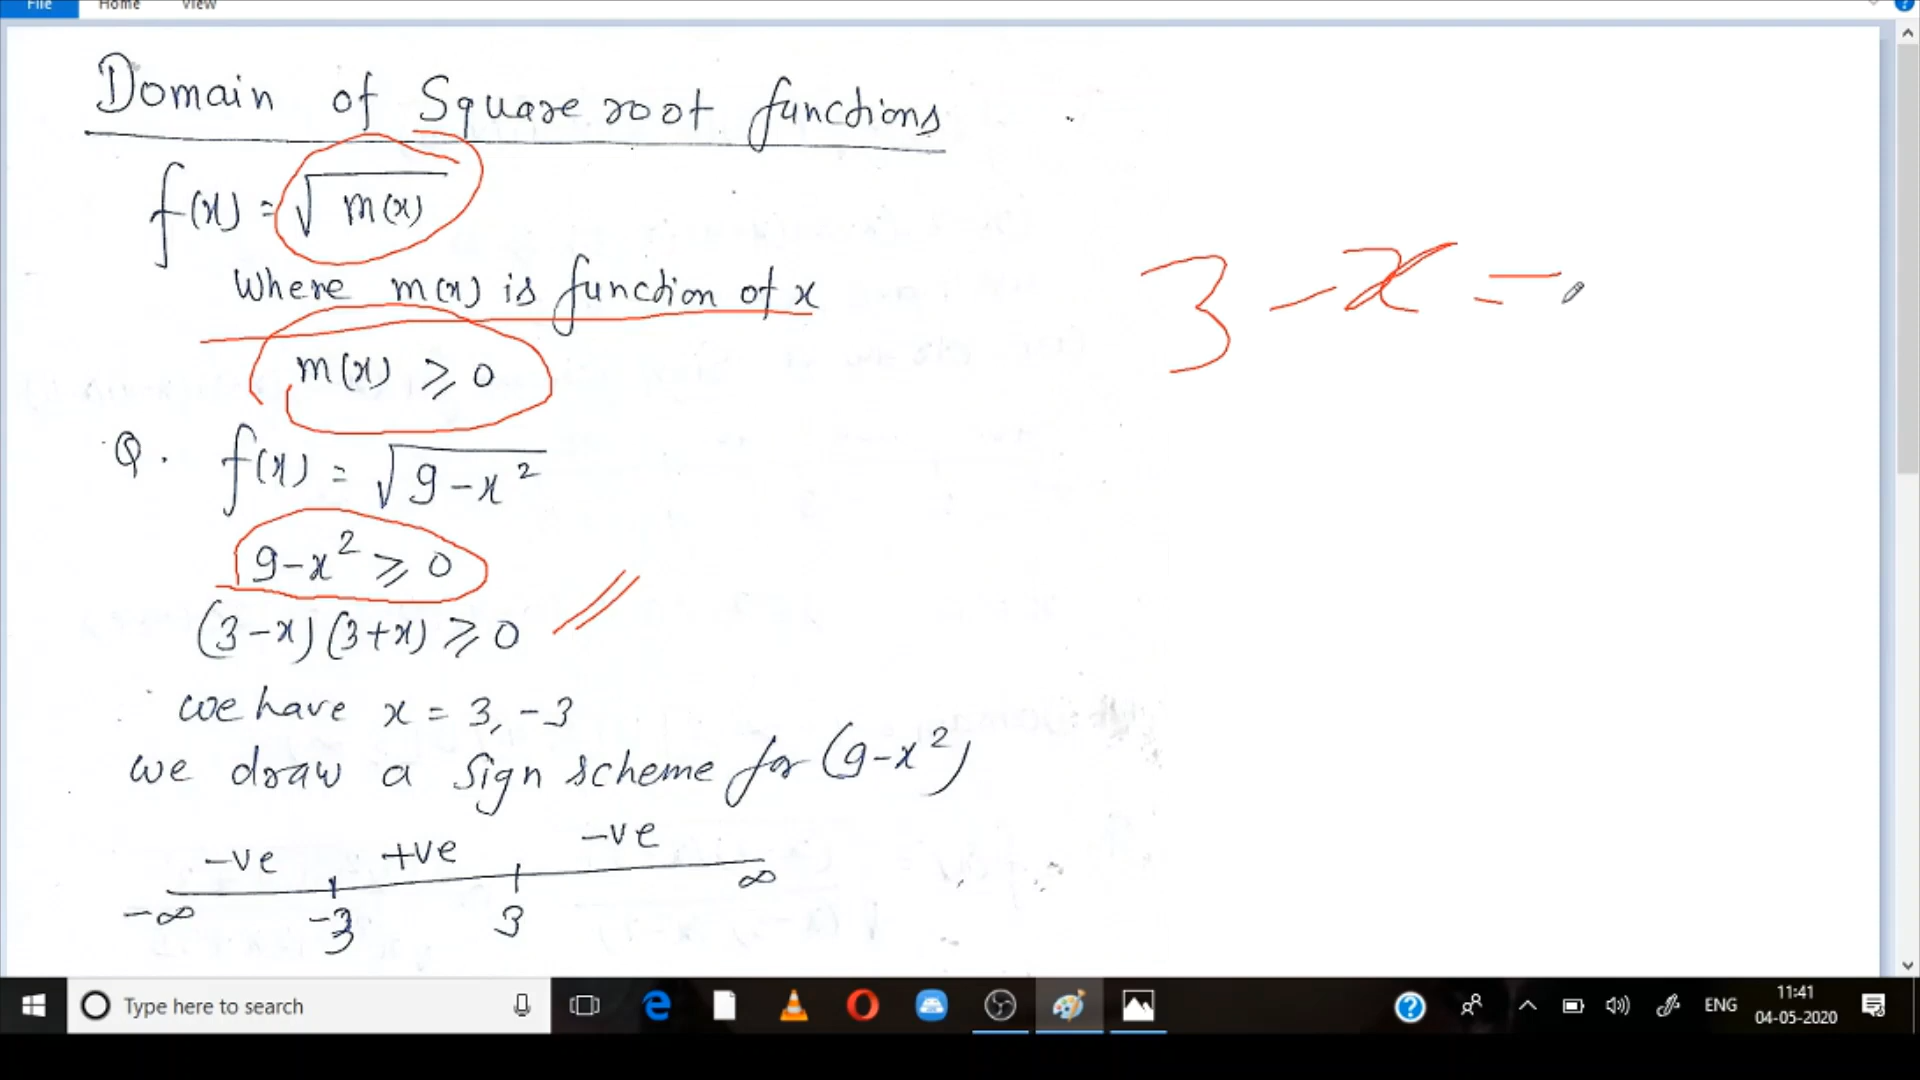 File Home View
Domain of Square root functions
f(x) = √m(x)
Where m(x) is function of x
m(x) ⩾ 0
Q. f(x) = √9-x²
9-x² ⩾ 0
(3-x)(3+x) ⩾ 0
we have x = 3, -3
we draw a sign scheme for (9-x²)
-ve +ve -ve
-∞ -3 3 ∞
3 - x =
Type here to search
ENG
11:41
04-05-2020